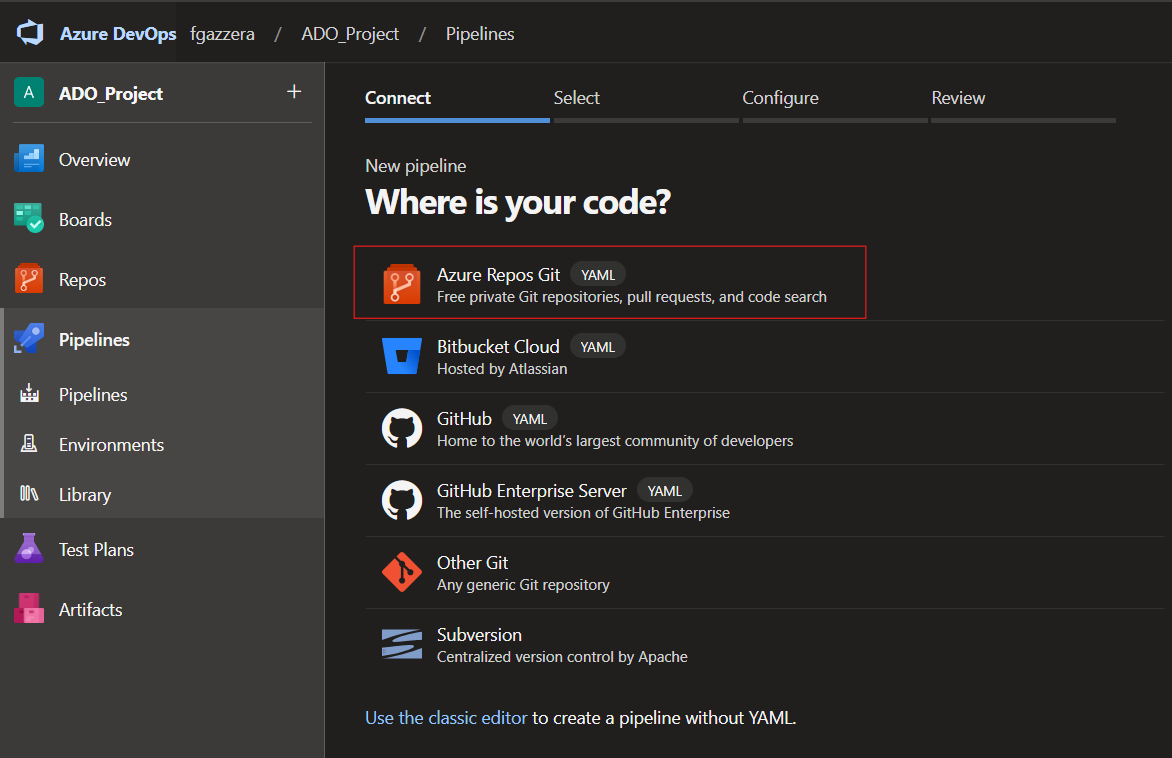 Azure DevOps fgazzera / ADO_Project / Pipelines
A ADO_Project +
Overview
Boards
Repos
Pipelines
Pipelines
Environments
Library
Test Plans
Artifacts
Connect Select Configure Review
New pipeline
Where is your code?
Azure Repos Git YAML
Free private Git repositories, pull requests, and code search
Bitbucket Cloud YAML
Hosted by Atlassian
GitHub YAML
Home to the world’s largest community of developers
GitHub Enterprise Server YAML
The self-hosted version of GitHub Enterprise
Other Git
Any generic Git repository
Subversion
Centralized version control by Apache
Use the classic editor to create a pipeline without YAML.